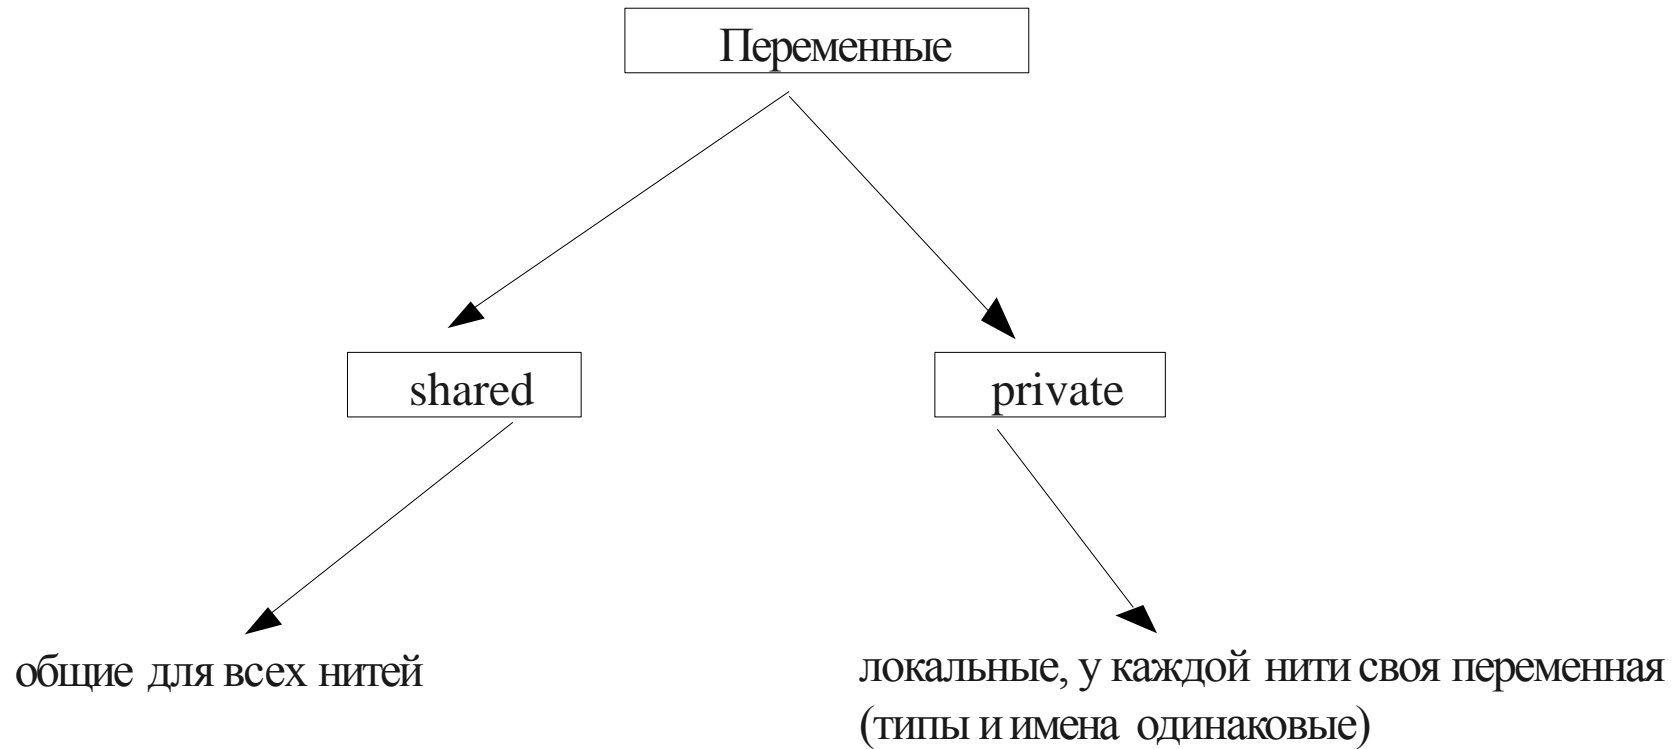 Переменные
shared
private
общие для всех нитей
локальные, у каждой нити своя переменная
(типы и имена одинаковые)